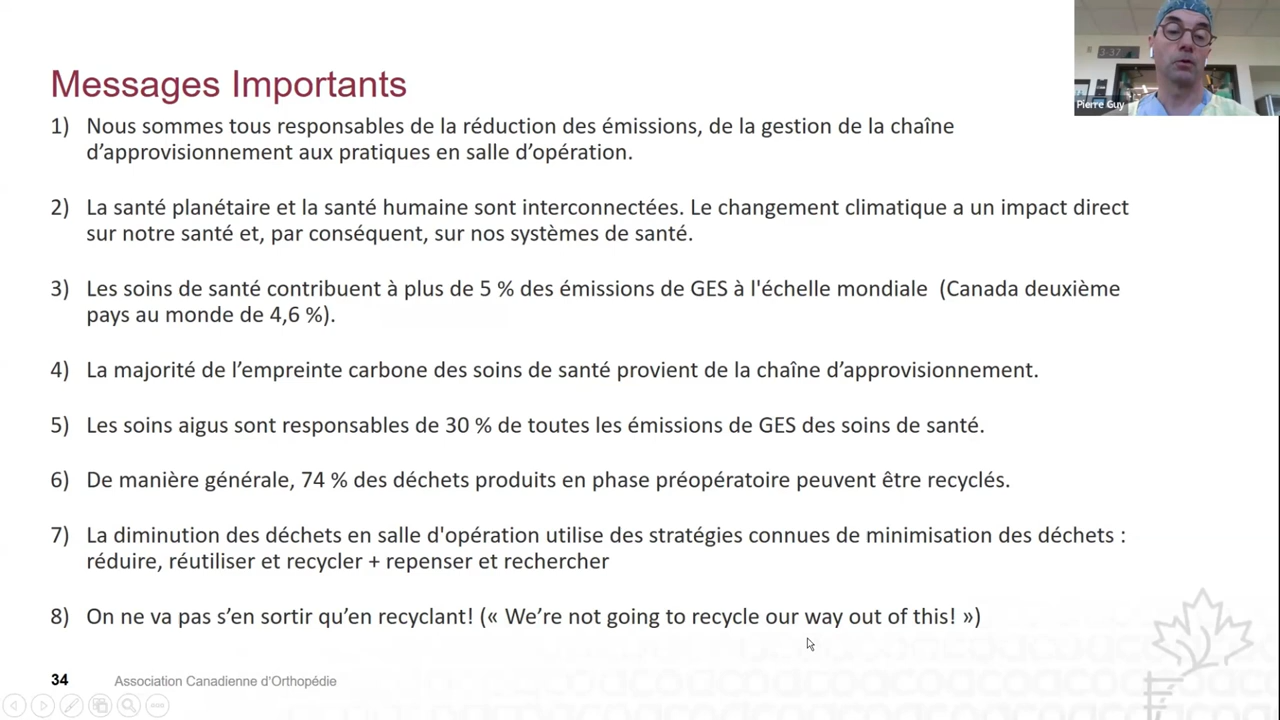 Messages Importants
1) Nous sommes tous responsables de la réduction des émissions, de la gestion de la chaîne
d’approvisionnement aux pratiques en salle d’opération.
2) La santé planétaire et la santé humaine sont interconnectées. Le changement climatique a un impact direct
sur notre santé et, par conséquent, sur nos systèmes de santé.
3) Les soins de santé contribuent à plus de 5 % des émissions de GES à l'échelle mondiale (Canada deuxième
pays au monde de 4,6 %).
4) La majorité de l’empreinte carbone des soins de santé provient de la chaîne d’approvisionnement.
5) Les soins aigus sont responsables de 30 % de toutes les émissions de GES des soins de santé.
6) De manière générale, 74 % des déchets produits en phase préopératoire peuvent être recyclés.
7) La diminution des déchets en salle d'opération utilise des stratégies connues de minimisation des déchets :
réduire, réutiliser et recycler + repenser et rechercher
8) On ne va pas s’en sortir qu’en recyclant! (« We’re not going to recycle our way out of this! »)
34 Association Canadienne d'Orthopédie
3-37
Pierre Guy